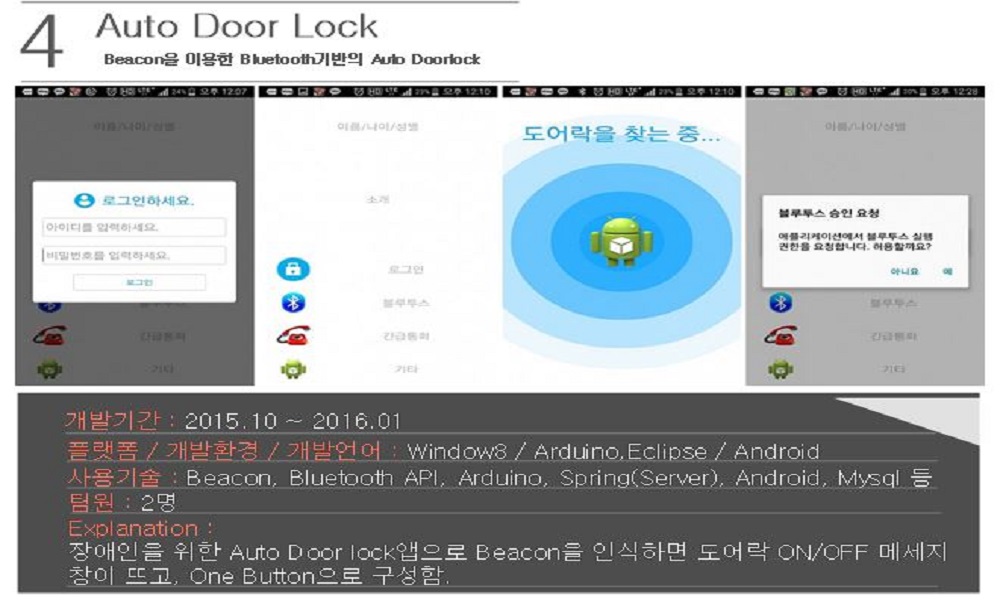 4 Auto Door Lock
Beacon을 이용한 Bluetooth기반의 Auto Doorlock
24% 오후 12:07
이름/나이/성별
로그인하세요.
아이디를 입력하세요.
비밀번호를 입력하세요.
로그인
블루투스
긴급통화
기타
오후 12:10
이름/나이/성별
소개
로그인
블루투스
긴급통화
기타
오후 12:10
도어락을 찾는 중...
오후 12:28
이름/나이/성별
블루투스 승인 요청
애플리케이션에서 블루투스 실행
권한을 요청합니다. 허용할까요?
아니요 예
블루투스
긴급통화
기타
개발기간 : 2015.10 ~ 2016.01
플랫폼 / 개발환경 / 개발언어 : Window8 / Arduino,Eclipse / Android
사용기술 : Beacon, Bluetooth API, Arduino, Spring(Server), Android, Mysql 등
팀원 : 2명
Explanation :
장애인을 위한 Auto Door lock앱으로 Beacon을 인식하면 도어락 ON/OFF 메세지
창이 뜨고, One Button으로 구성함.